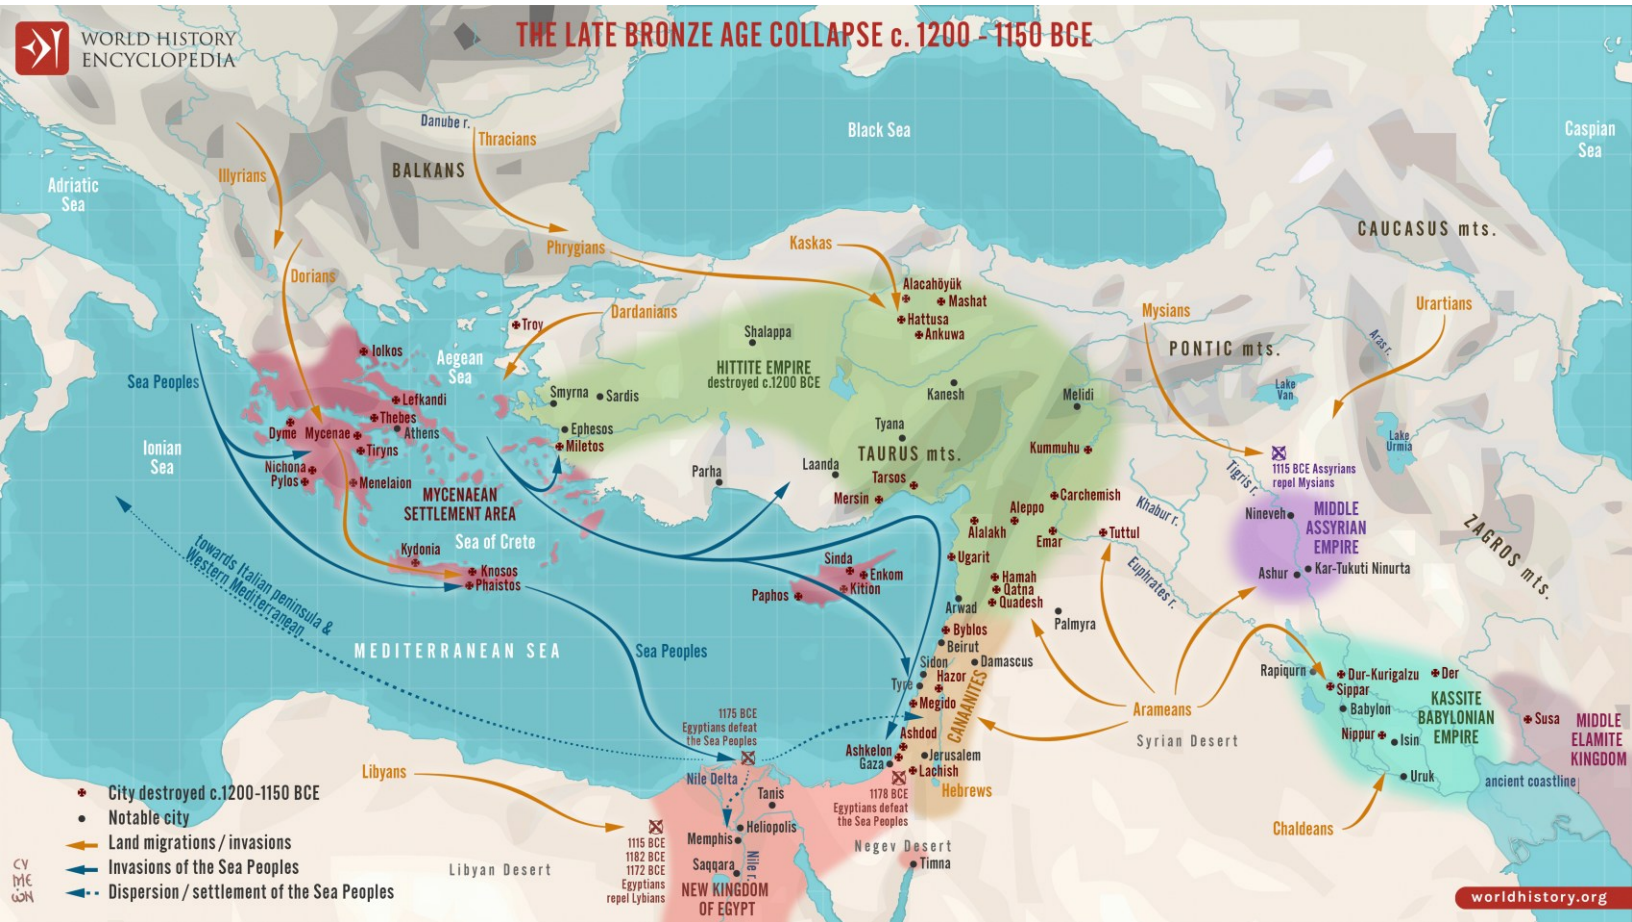 WORLD HISTORY
ENCYCLOPEDIA
THE LATE BRONZE AGE COLLAPSE c. 1200 - 1150 BCE
Danube r.
Thracians
BALKANS
Illyrians
Adriatic
Sea
Black Sea
Caspian
Sea
CAUCASUS mts.
Phrygians
Kaskas
Dorians
Dardanians
Troy
Alacahöyük
Mashat
Hattusa
Ankuwa
Mysians
Urartians
PONTIC mts.
Aras r.
Iolkos
Aegean
Sea
Shalappa
HITTITE EMPIRE
destroyed c.1200 BCE
Sea Peoples
Smyrna
Sardis
Kanesh
Melidi
Lake
Van
Lefkandi
Thebes
Athens
Dyme
Mycenae
Tiryns
Ephesos
Miletos
Tyana
TAURUS mts.
Kummuhu
Lake
Urmia
Ionian
Sea
Nichona
Pylos
Menelaion
Parha
Laanda
Tarsos
Mersin
1115 BCE Assyrians
repel Mysians
Tigris r.
MYCENAEAN
SETTLEMENT AREA
Carchemish
Aleppo
Alalakh
Emar
Tuttul
Khabur r.
Nineveh
MIDDLE
ASSYRIAN
EMPIRE
ZAGROS mts.
Sea of Crete
Kydonia
Knosos
Phaistos
Sinda
Enkom
Kition
Paphos
Ugarit
Hamah
Qatna
Quadesh
Arwad
Palmyra
Euphrates r.
Ashur
Kar-Tukuti Ninurta
towards Italian peninsula &
Western Mediterranean
MEDITERRANEAN SEA
Sea Peoples
Byblos
Beirut
Sidon
Damascus
Tyre
Hazor
Megido
CANAANITES
Arameans
Syrian Desert
Rapiqurn
Dur-Kurigalzu
Der
Sippar
Babylon
KASSITE
BABYLONIAN
EMPIRE
Nippur
Isin
Uruk
Susa
MIDDLE
ELAMITE
KINGDOM
ancient coastline
Chaldeans
1175 BCE
Egyptians defeat
the Sea Peoples
Ashdod
Ashkelon
Gaza
Jerusalem
Lachish
Hebrews
1178 BCE
Egyptians defeat
the Sea Peoples
Negev Desert
Timna
Libyans
Nile Delta
Tanis
Heliopolis
Memphis
Saqqara
Nile r.
1115 BCE
1182 BCE
1172 BCE
Egyptians
repel Lybians
Libyan Desert
NEW KINGDOM
OF EGYPT
City destroyed c.1200-1150 BCE
Notable city
Land migrations / invasions
Invasions of the Sea Peoples
Dispersion / settlement of the Sea Peoples
worldhistory.org